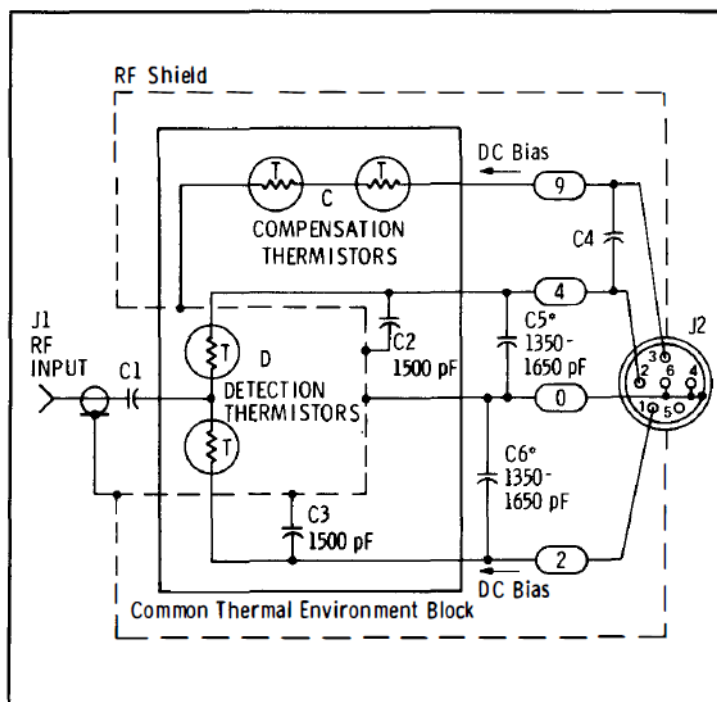 RF Shield
DC Bias
9
T
T
C
COMPENSATION
THERMISTORS
C4
4
J1
RF
INPUT
C1
T
D
DETECTION
THERMISTORS
T
C2
1500 pF
C5*
1350-
1650 pF
J2
3
2
6
4
1
5
0
C6*
1350-
1650 pF
C3
1500 pF
2
DC Bias
Common Thermal Environment Block